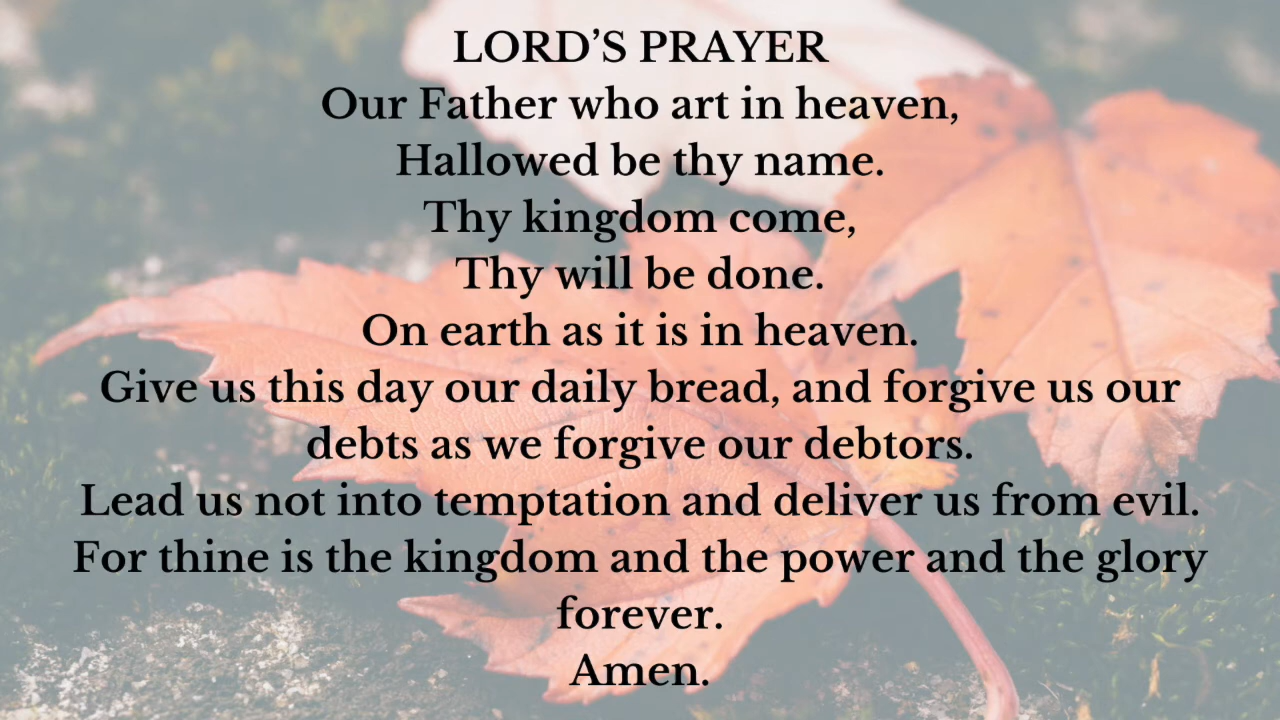 LORD’S PRAYER
Our Father who art in heaven,
Hallowed be thy name.
Thy kingdom come,
Thy will be done.
On earth as it is in heaven.
Give us this day our daily bread, and forgive us our
debts as we forgive our debtors.
Lead us not into temptation and deliver us from evil.
For thine is the kingdom and the power and the glory
forever.
Amen.